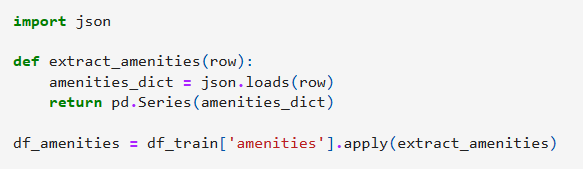 import json
def extract_amenities(row):
    amenities_dict = json.loads(row)
    return pd.Series(amenities_dict)
df_amenities = df_train['amenities'].apply(extract_amenities)